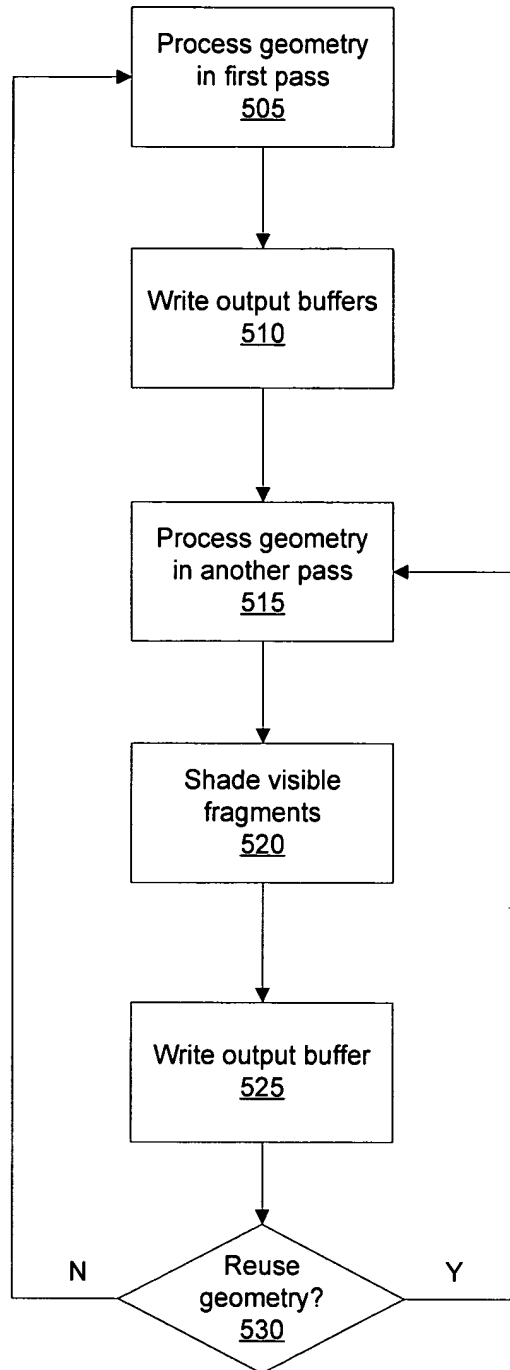 Process geometry
in first pass
505
Write output buffers
510
Process geometry
in another pass
515
Shade visible
fragments
520
Write output buffer
525
N
Reuse
geometry?
530
Y